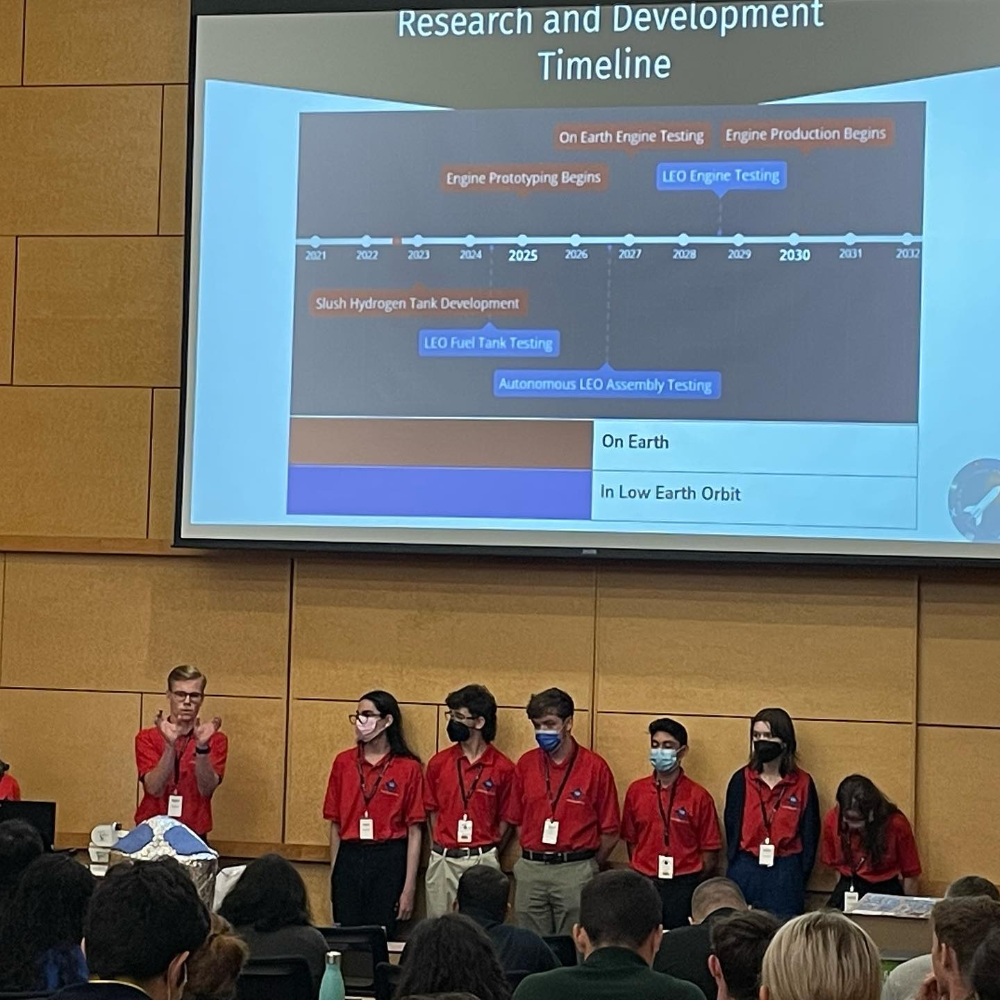 Research and Development
Timeline
On Earth Engine Testing
Engine Production Begins
Engine Prototyping Begins
LEO Engine Testing
2021 2022 2023 2024 2025 2026 2027 2028 2029 2030 2031 2032
Slush Hydrogen Tank Development
LEO Fuel Tank Testing
Autonomous LEO Assembly Testing
On Earth
In Low Earth Orbit